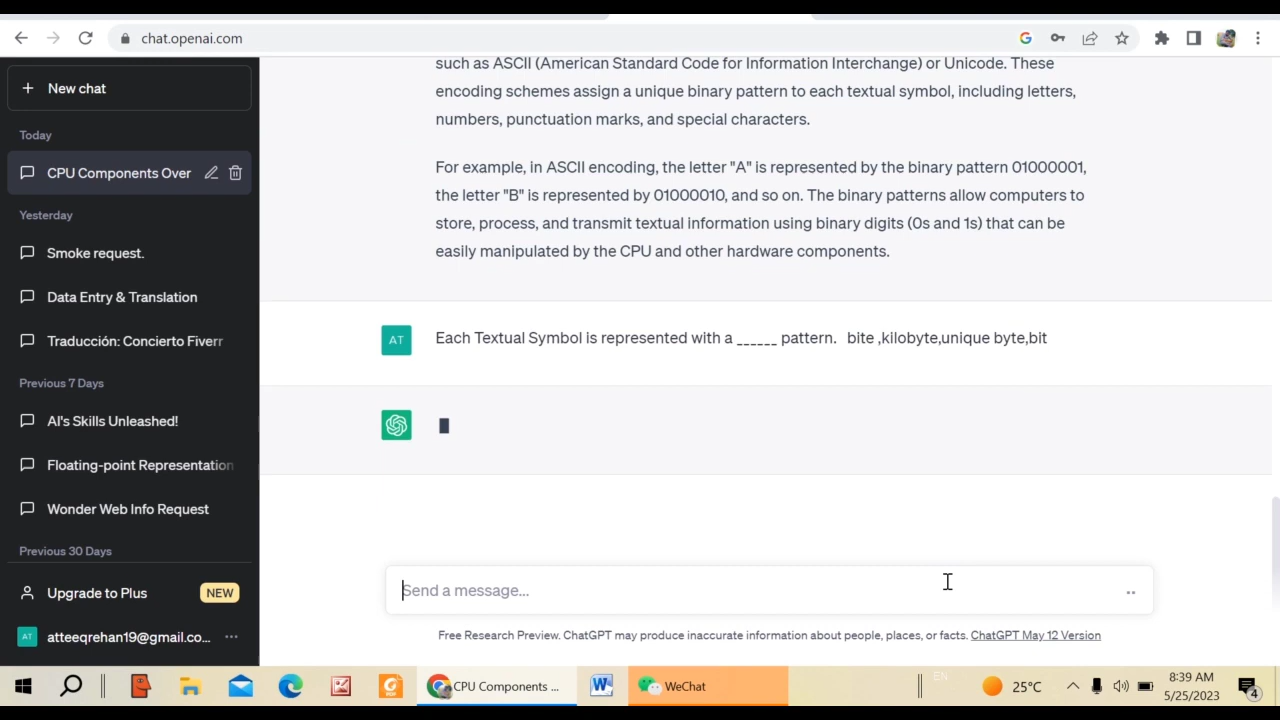 chat.openai.com
New chat
Today
CPU Components Over
Yesterday
Smoke request.
Data Entry & Translation
Traducción: Concierto Fiverr
Previous 7 Days
AI's Skills Unleashed!
Floating-point Representation
Wonder Web Info Request
Previous 30 Days
Upgrade to Plus NEW
AT atteeqrehan19@gmail.co...
such as ASCII (American Standard Code for Information Interchange) or Unicode. These
encoding schemes assign a unique binary pattern to each textual symbol, including letters,
numbers, punctuation marks, and special characters.
For example, in ASCII encoding, the letter "A" is represented by the binary pattern 01000001,
the letter "B" is represented by 01000010, and so on. The binary patterns allow computers to
store, process, and transmit textual information using binary digits (0s and 1s) that can be
easily manipulated by the CPU and other hardware components.
AT Each Textual Symbol is represented with a ______ pattern.   bite ,kilobyte,unique byte,bit
Send a message...
Free Research Preview. ChatGPT may produce inaccurate information about people, places, or facts. ChatGPT May 12 Version
CPU Components ...
WeChat
EN
25°C
8:39 AM
5/25/2023
4